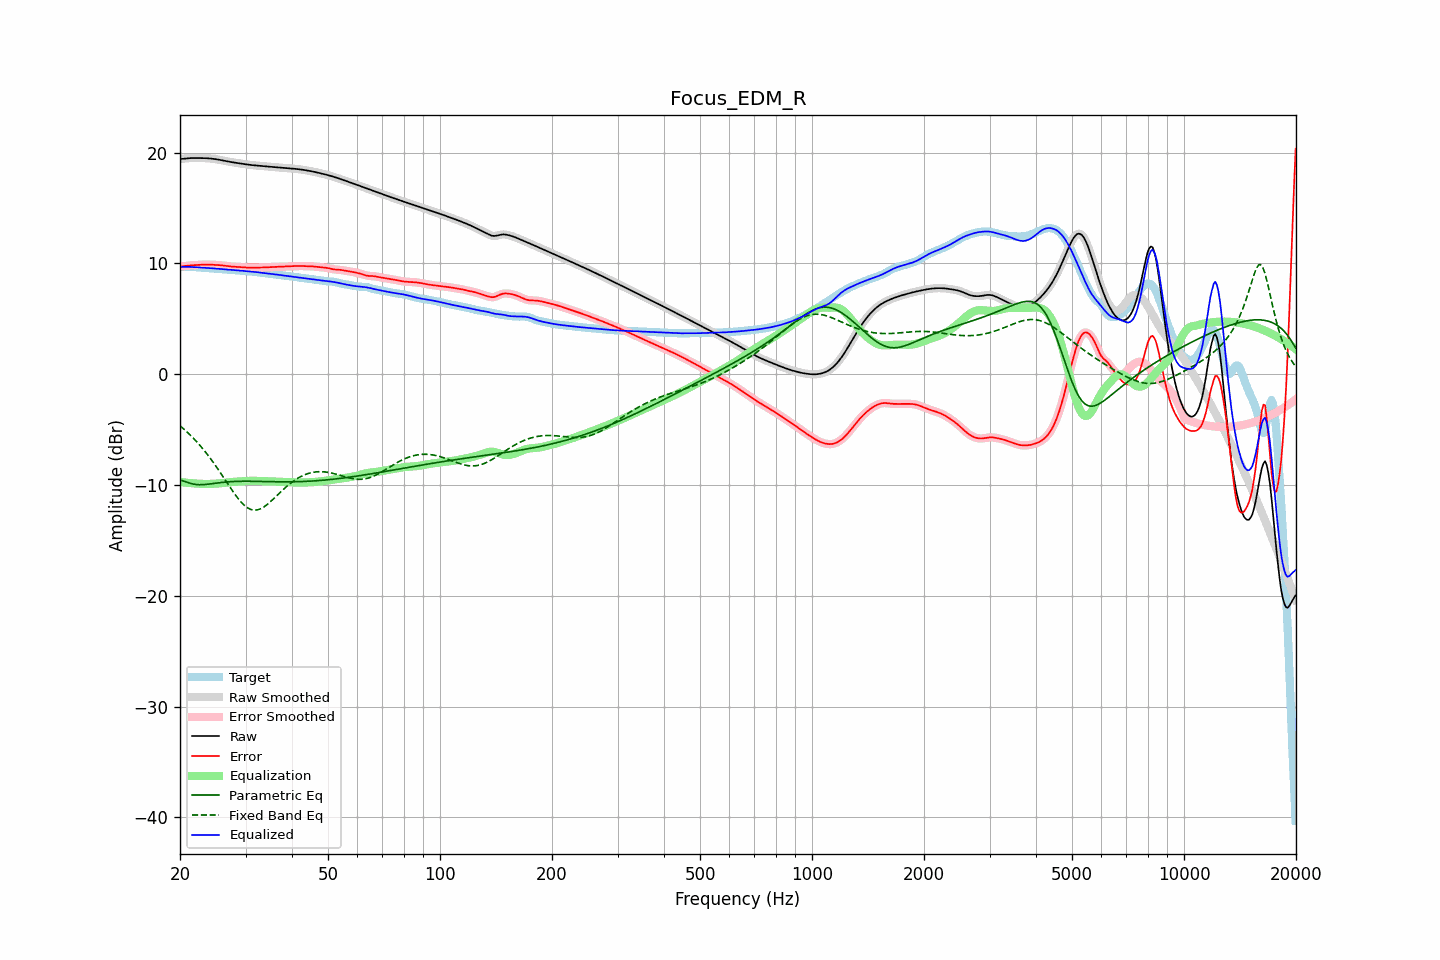 Focus_EDM_R
20
10
0
−10
−20
−30
−40
Amplitude (dBr)
Target
Raw Smoothed
Error Smoothed
Raw
Error
Equalization
Parametric Eq
Fixed Band Eq
Equalized
20 50 100 200 500 1000 2000 5000 10000 20000
Frequency (Hz)